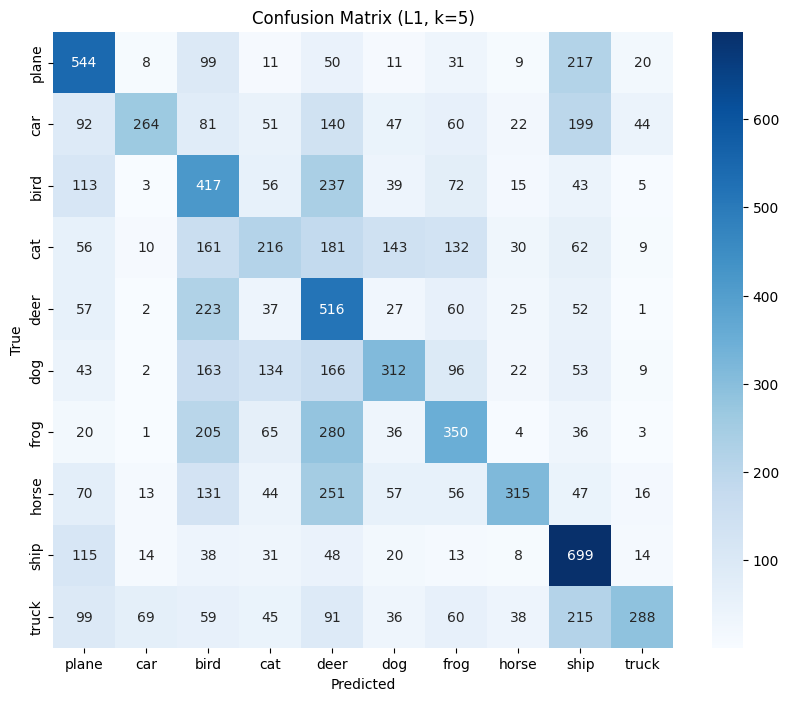 Confusion Matrix (L1, k=5)
True
plane 544 8 99 11 50 11 31 9 217 20
car 92 264 81 51 140 47 60 22 199 44
bird 113 3 417 56 237 39 72 15 43 5
cat 56 10 161 216 181 143 132 30 62 9
deer 57 2 223 37 516 27 60 25 52 1
dog 43 2 163 134 166 312 96 22 53 9
frog 20 1 205 65 280 36 350 4 36 3
horse 70 13 131 44 251 57 56 315 47 16
ship 115 14 38 31 48 20 13 8 699 14
truck 99 69 59 45 91 36 60 38 215 288
plane car bird cat deer dog frog horse ship truck
Predicted
600
500
400
300
200
100